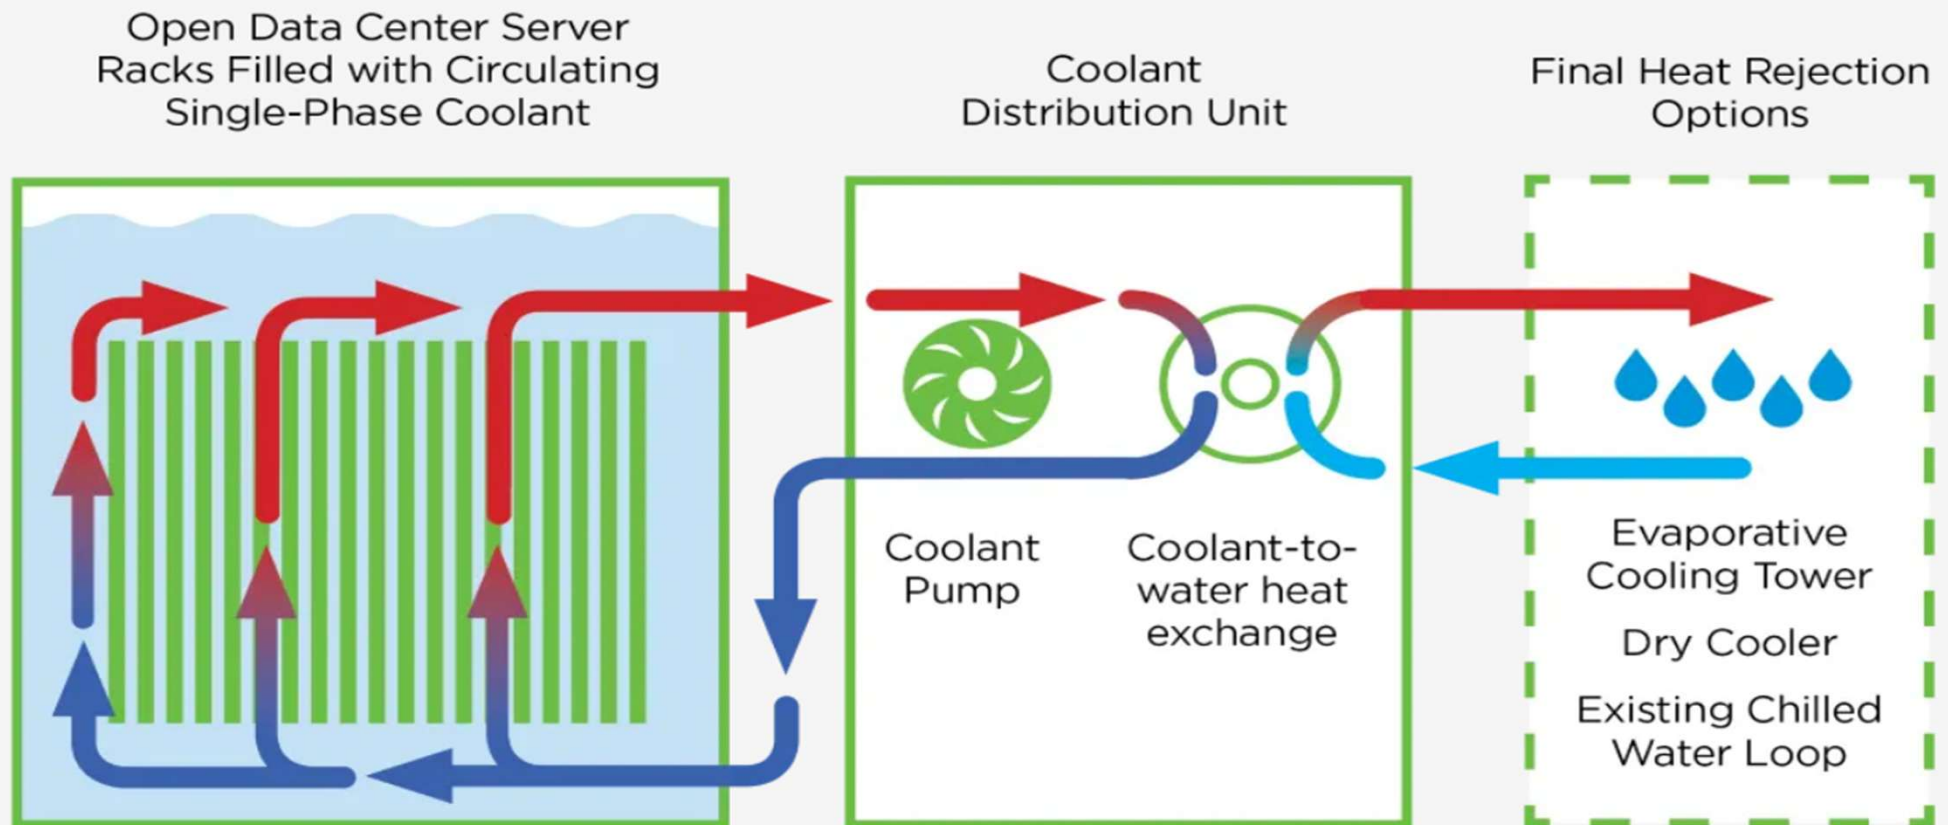 Open Data Center Server
Racks Filled with Circulating
Single-Phase Coolant
Coolant
Distribution Unit
Final Heat Rejection
Options
Coolant
Pump
Coolant-to-
water heat
exchange
Evaporative
Cooling Tower
Dry Cooler
Existing Chilled
Water Loop